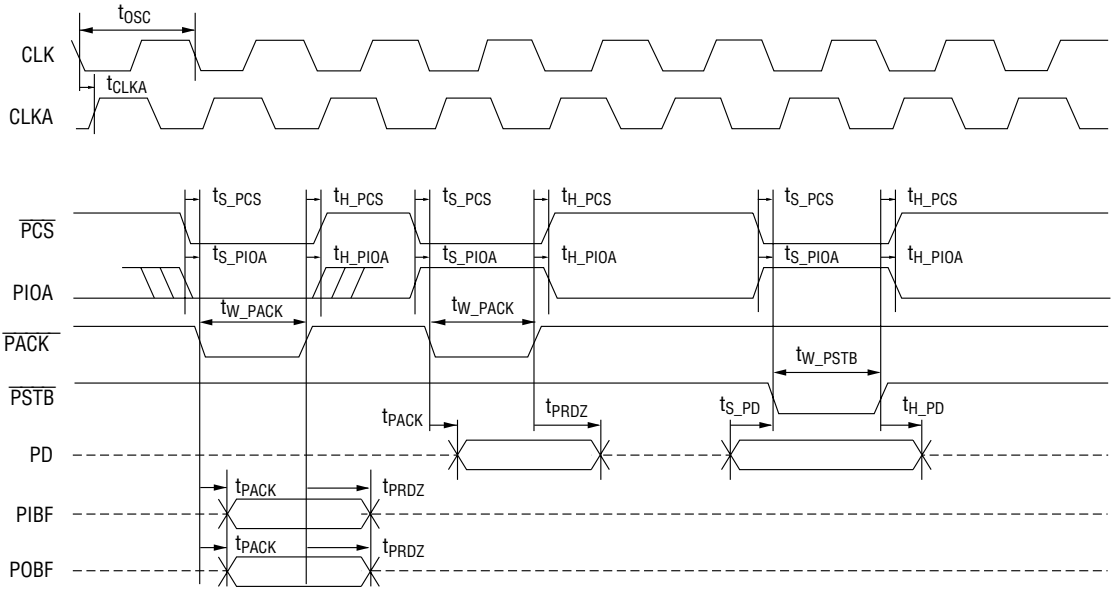 tOSC
CLK
tCLKA
CLKA
tS_PCS tH_PCS tS_PCS tH_PCS tS_PCS tH_PCS
PCS
tS_PIOA tH_PIOA tS_PIOA tH_PIOA tS_PIOA tH_PIOA
PIOA
tW_PACK tW_PACK
PACK
tW_PSTB
PSTB
tPACK tPRDZ tS_PD tH_PD
PD
tPACK tPRDZ
PIBF
tPACK tPRDZ
POBF